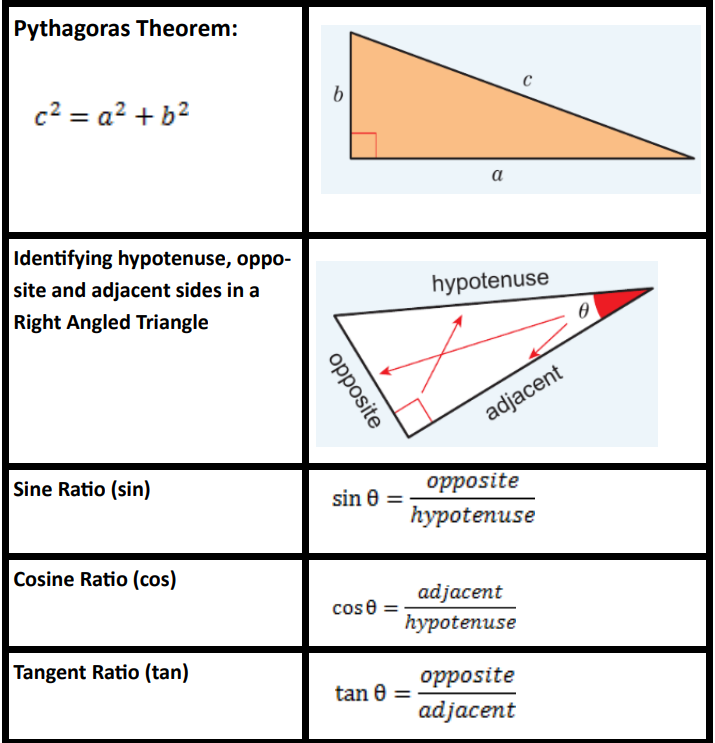 Pythagoras Theorem:
c² = a² + b²
b
c
a
Identifying hypotenuse, oppo-
site and adjacent sides in a
Right Angled Triangle
hypotenuse
θ
opposite
adjacent
Sine Ratio (sin)
sin θ = opposite / hypotenuse
Cosine Ratio (cos)
cos θ = adjacent / hypotenuse
Tangent Ratio (tan)
tan θ = opposite / adjacent